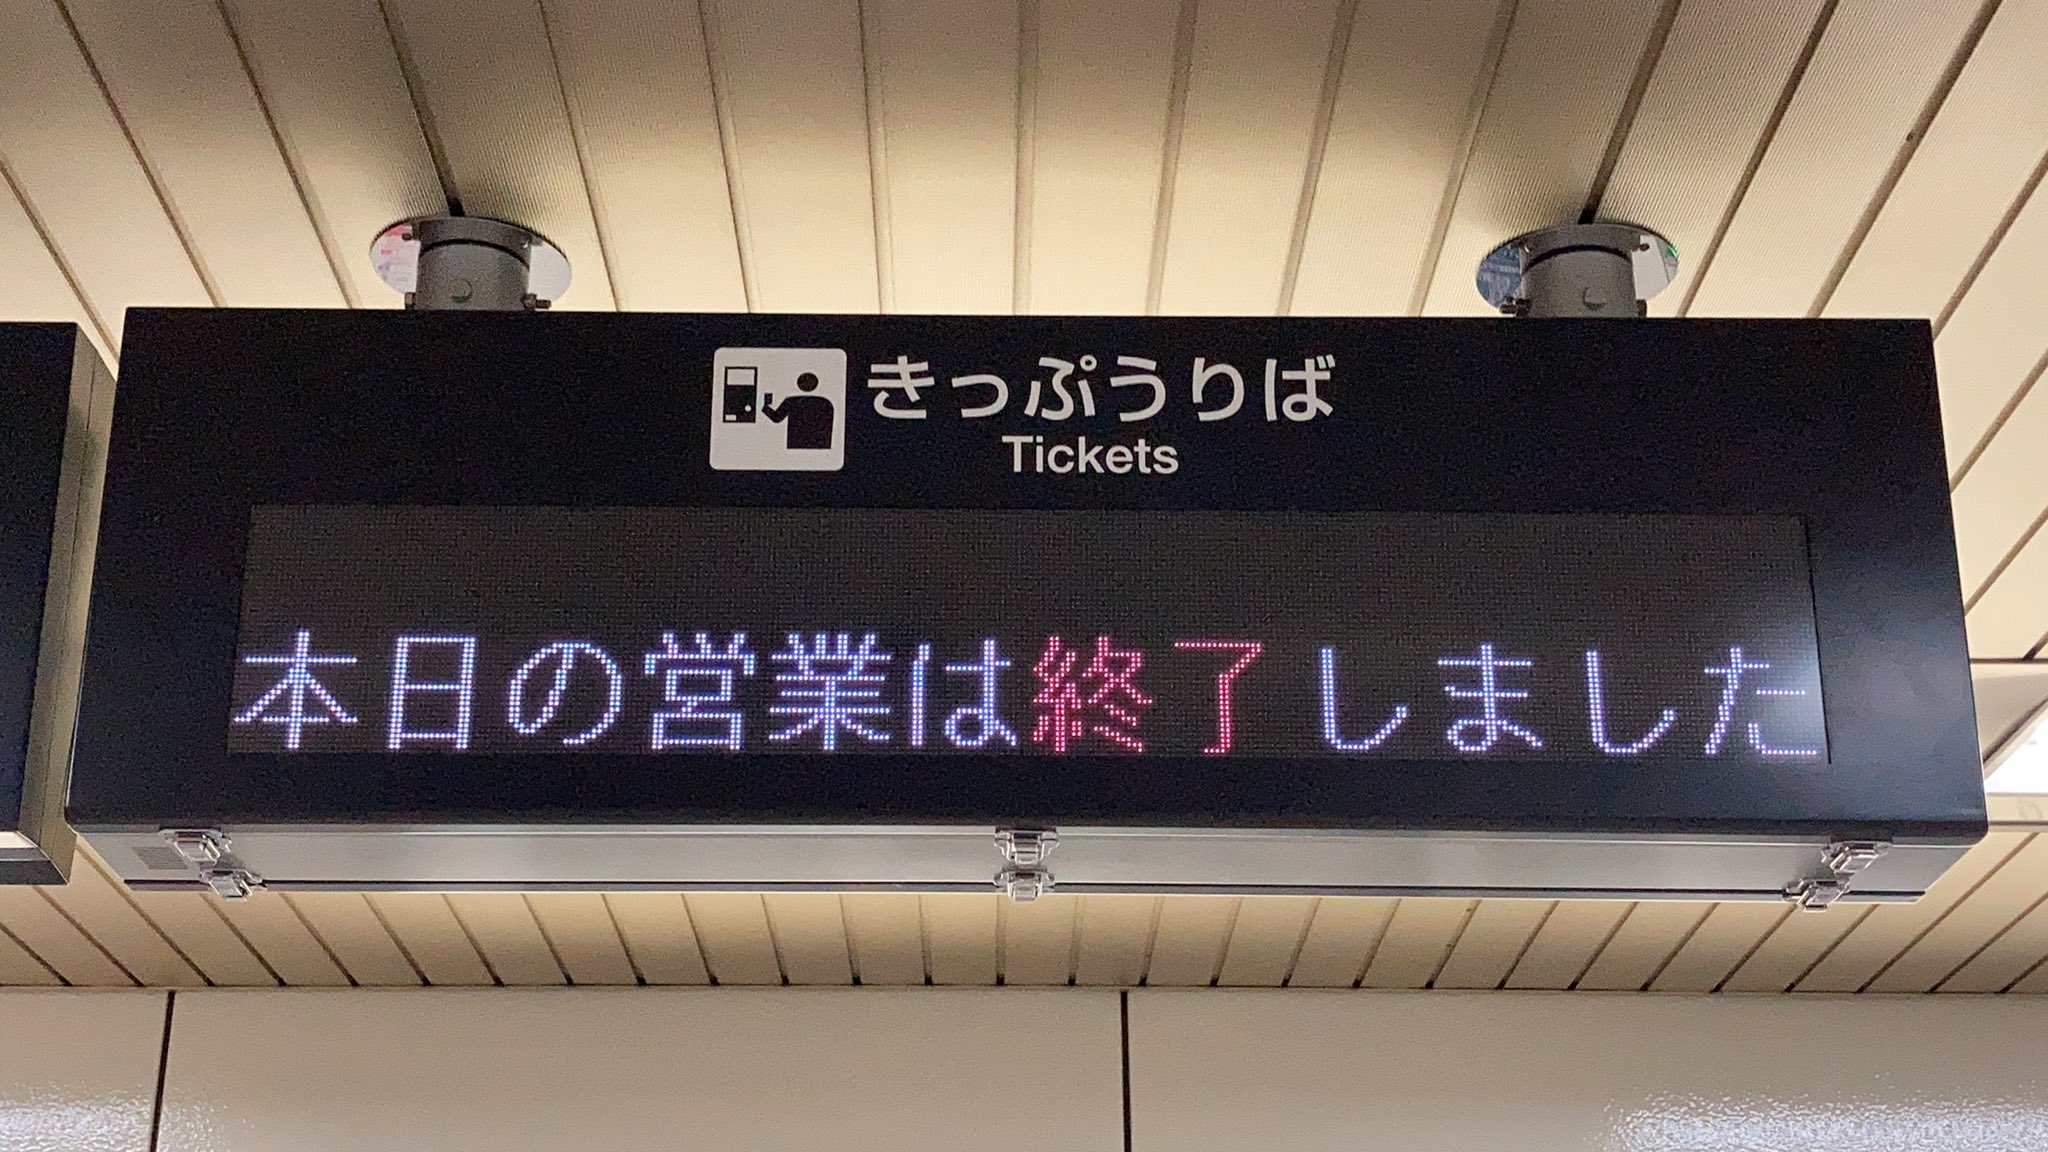 きっぷうりば
Tickets
本日の営業は終了しました